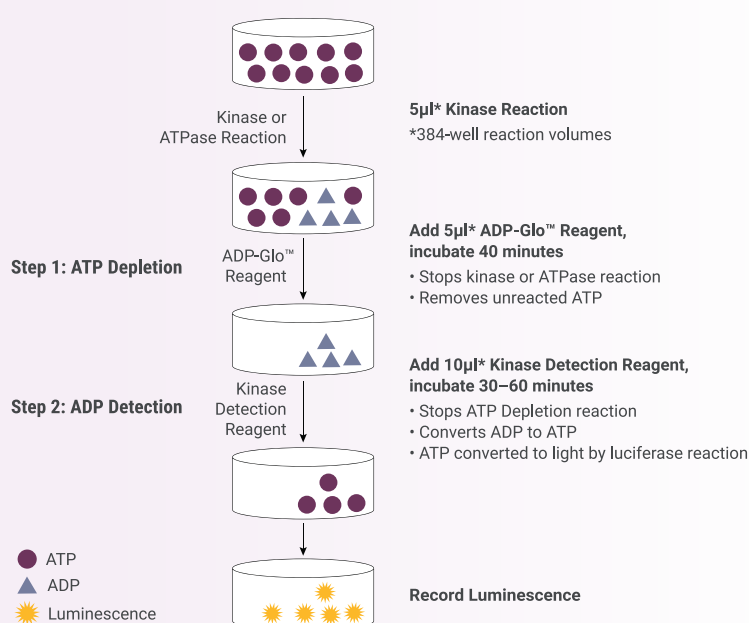 Kinase or
ATPase Reaction
5µl* Kinase Reaction
*384-well reaction volumes
Step 1: ATP Depletion
ADP-Glo™
Reagent
Add 5µl* ADP-Glo™ Reagent,
incubate 40 minutes
• Stops kinase or ATPase reaction
• Removes unreacted ATP
Step 2: ADP Detection
Kinase
Detection
Reagent
Add 10µl* Kinase Detection Reagent,
incubate 30–60 minutes
• Stops ATP Depletion reaction
• Converts ADP to ATP
• ATP converted to light by luciferase reaction
ATP
ADP
Luminescence
Record Luminescence